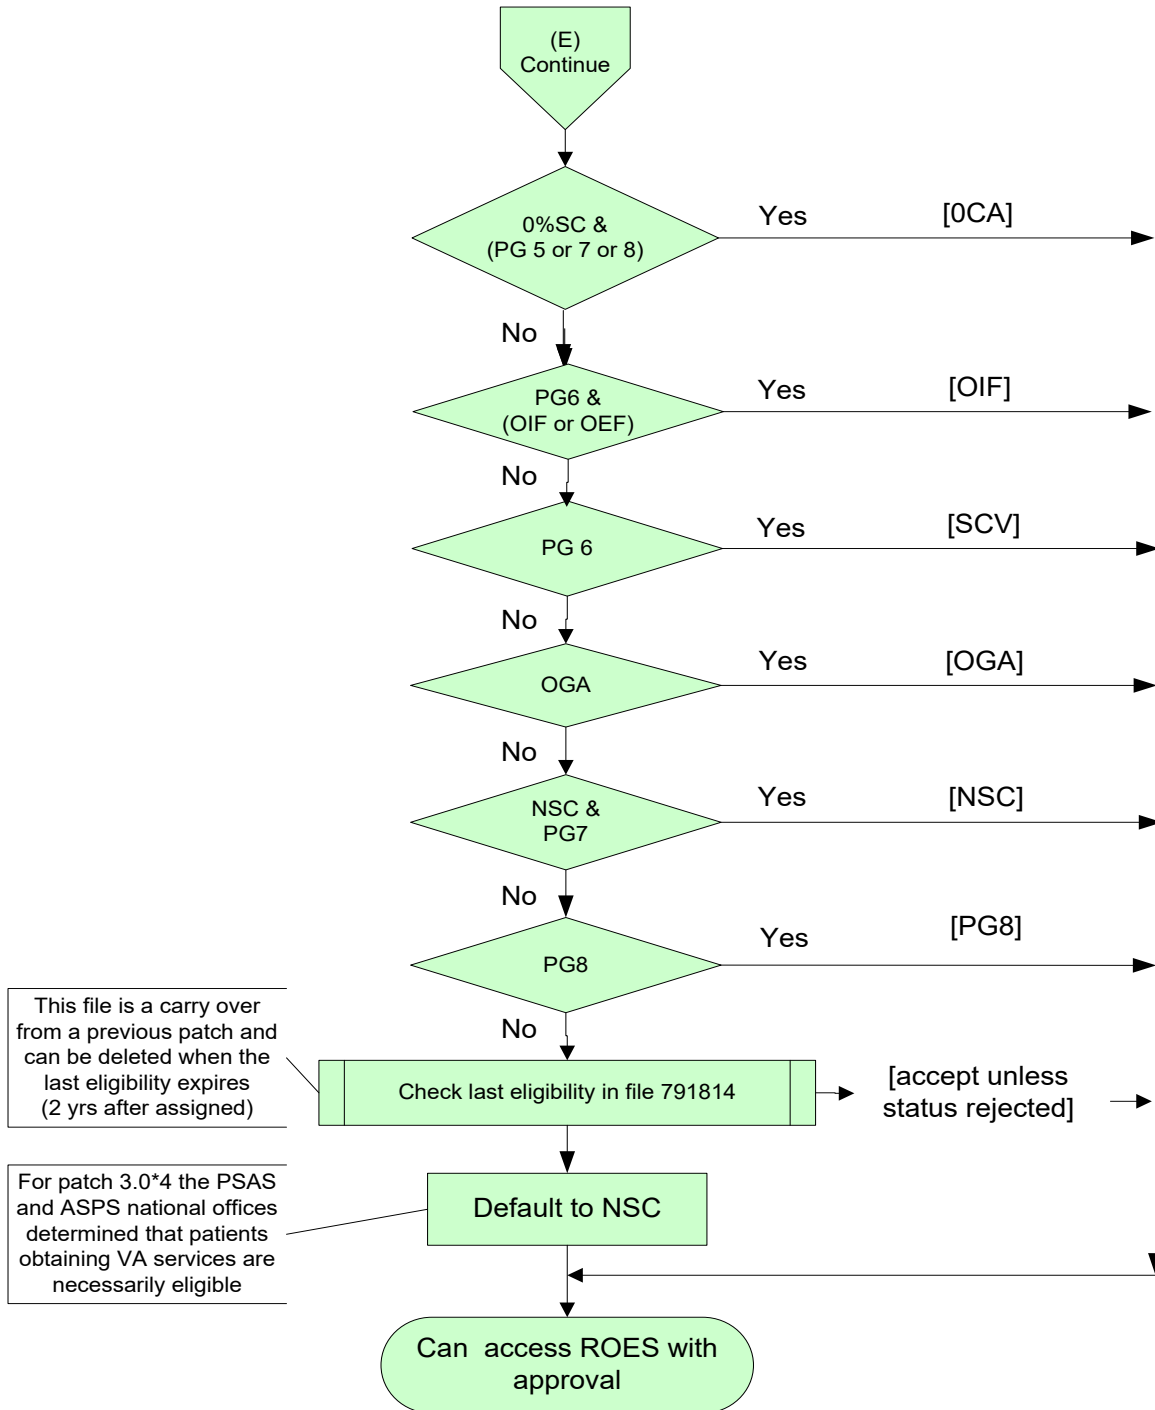 (E)
Continue
0%SC &
(PG 5 or 7 or 8)
Yes
[0CA]
No
PG6 &
(OIF or OEF)
Yes
[OIF]
No
PG 6
Yes
[SCV]
No
OGA
Yes
[OGA]
No
NSC &
PG7
Yes
[NSC]
No
PG8
Yes
[PG8]
No
This file is a carry over
from a previous patch and
can be deleted when the
last eligibility expires
(2 yrs after assigned)
Check last eligibility in file 791814
[accept unless
status rejected]
For patch 3.0*4 the PSAS
and ASPS national offices
determined that patients
obtaining VA services are
necessarily eligible
Default to NSC
Can access ROES with
approval